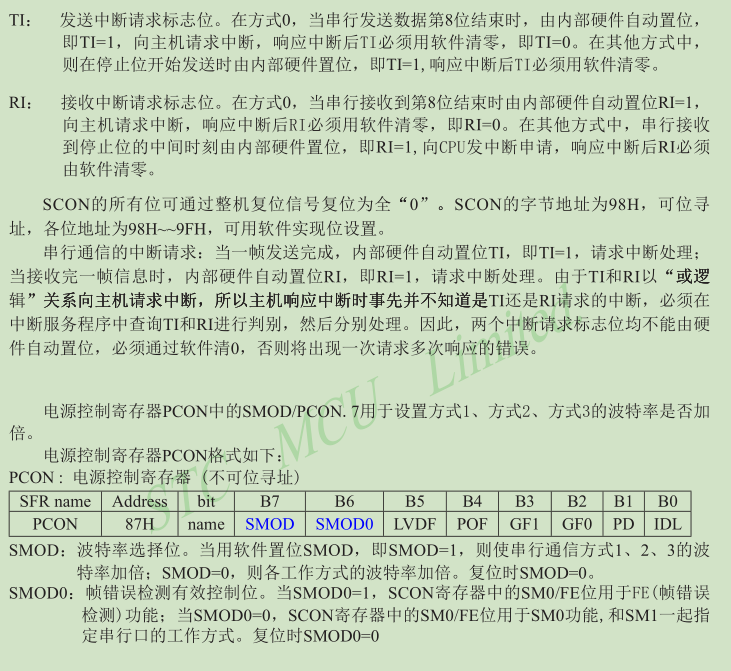 TI： 发送中断请求标志位。在方式0，当串行发送数据第8位结束时，由内部硬件自动置位，
即TI=1，向主机请求中断，响应中断后TI必须用软件清零，即TI=0。在其他方式中，
则在停止位开始发送时由内部硬件置位，即TI=1,响应中断后TI必须用软件清零。
RI： 接收中断请求标志位。在方式0，当串行接收到第8位结束时由内部硬件自动置位RI=1，
向主机请求中断，响应中断后RI必须用软件清零，即RI=0。在其他方式中，串行接收
到停止位的中间时刻由内部硬件置位，即RI=1,向CPU发中断申请，响应中断后RI必须
由软件清零。
SCON的所有位可通过整机复位信号复位为全“0”。SCON的字节地址为98H，可位寻
址，各位地址为98H~~9FH，可用软件实现位设置。
串行通信的中断请求：当一帧发送完成，内部硬件自动置位TI，即TI=1，请求中断处理；
当接收完一帧信息时，内部硬件自动置位RI，即RI=1，请求中断处理。由于TI和RI以“或逻
辑”关系向主机请求中断，所以主机响应中断时事先并不知道是TI还是RI请求的中断，必须在
中断服务程序中查询TI和RI进行判别，然后分别处理。因此，两个中断请求标志位均不能由硬
件自动置位，必须通过软件清0，否则将出现一次请求多次响应的错误。
电源控制寄存器PCON中的SMOD/PCON.7用于设置方式1、方式2、方式3的波特率是否加
倍。
电源控制寄存器PCON格式如下：
PCON： 电源控制寄存器 (不可位寻址)
SFR name Address bit B7 B6 B5 B4 B3 B2 B1 B0
PCON 87H name SMOD SMOD0 LVDF POF GF1 GF0 PD IDL
SMOD：波特率选择位。当用软件置位SMOD，即SMOD=1，则使串行通信方式1、2、3的波
特率加倍；SMOD=0，则各工作方式的波特率加倍。复位时SMOD=0。
SMOD0：帧错误检测有效控制位。当SMOD0=1，SCON寄存器中的SM0/FE位用于FE(帧错误
检测)功能；当SMOD0=0，SCON寄存器中的SM0/FE位用于SM0功能,和SM1一起指
定串行口的工作方式。复位时SMOD0=0
STC MCU Limited.